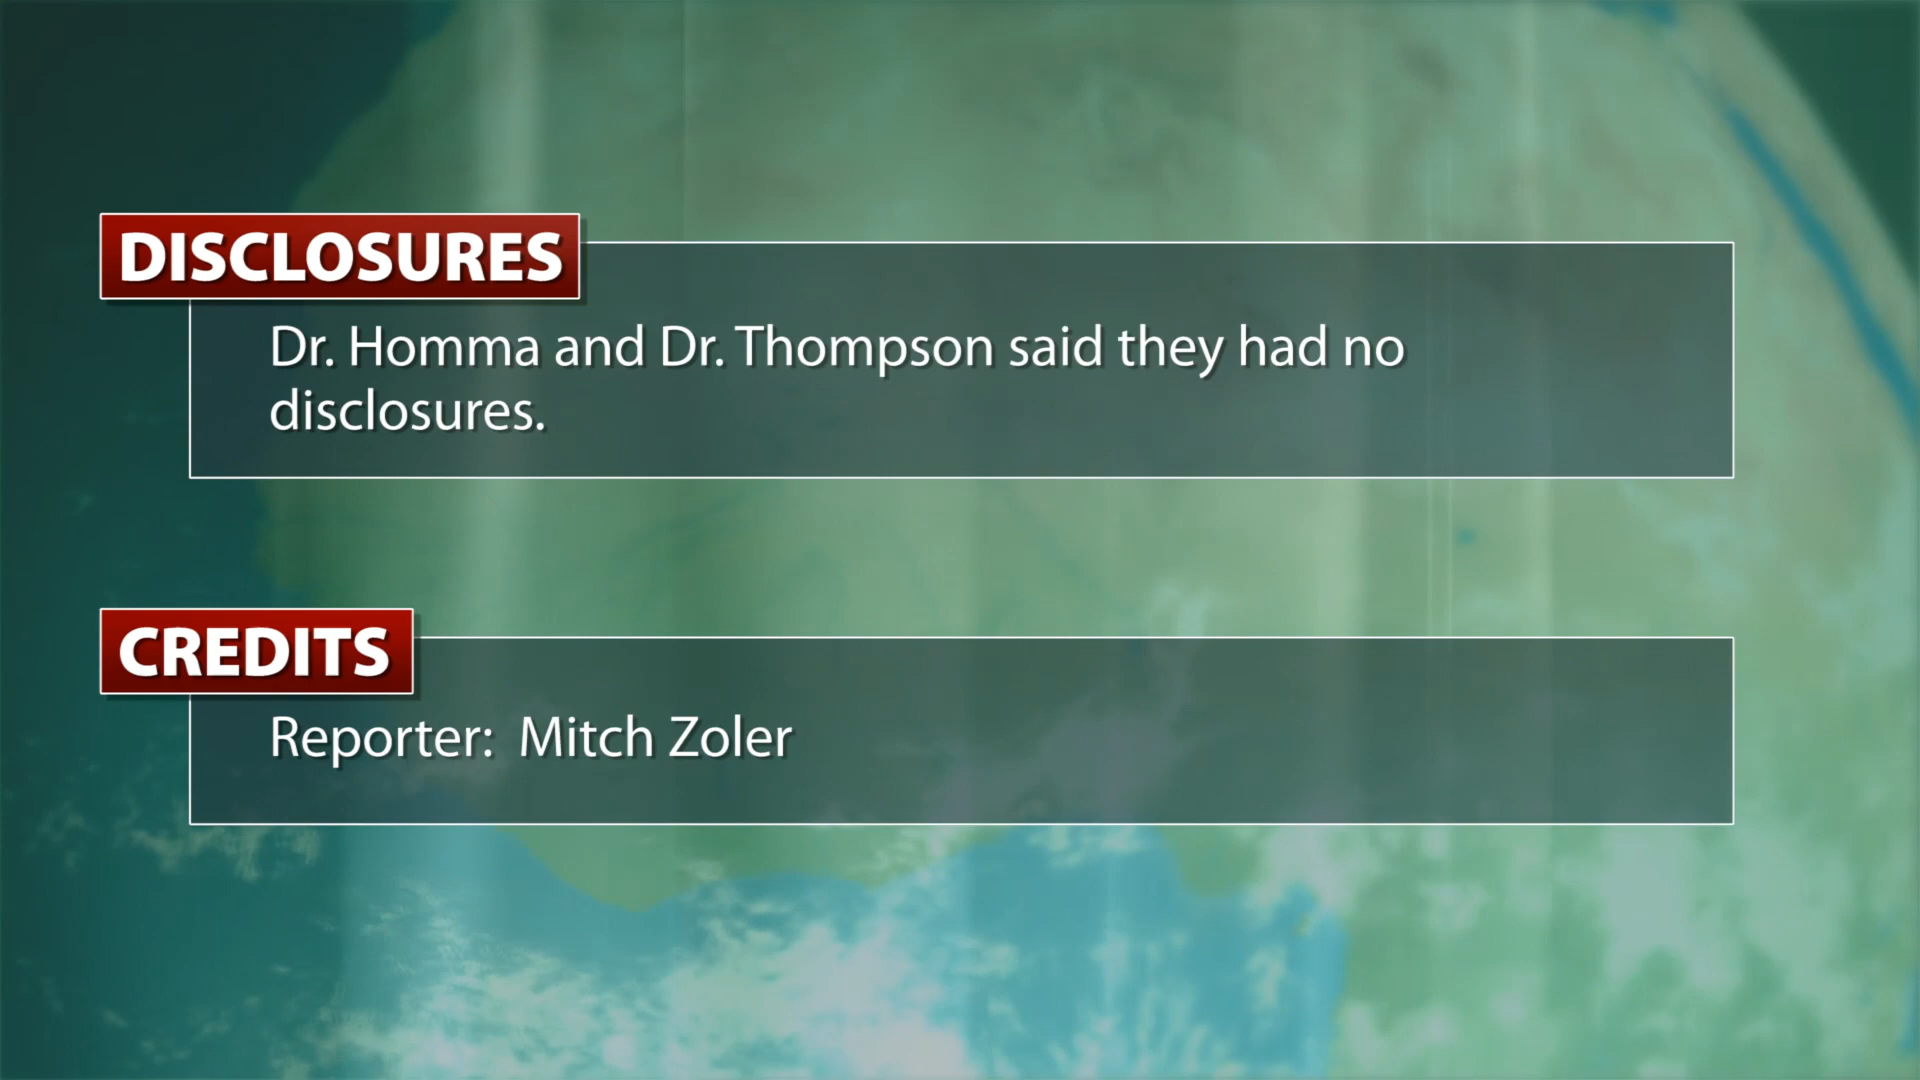 DISCLOSURES
Dr. Homma and Dr. Thompson said they had no
disclosures.
CREDITS
Reporter:  Mitch Zoler